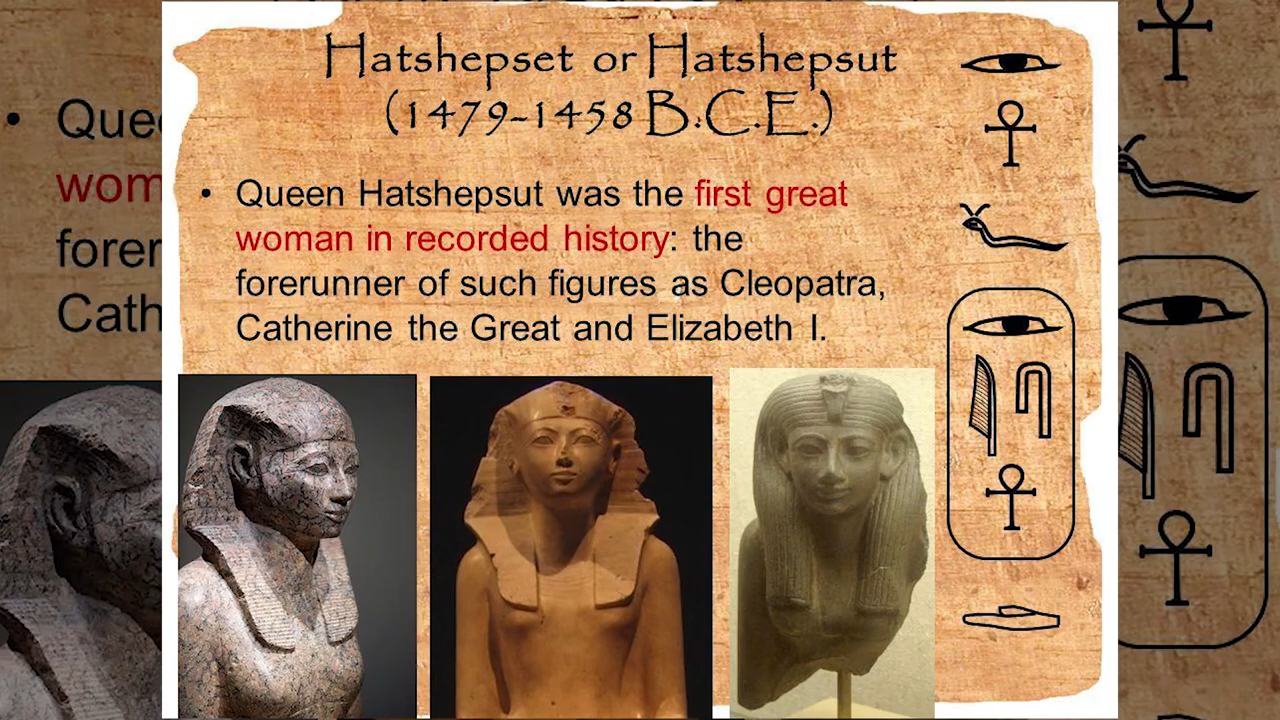 Hatshepset or Hatshepsut
(1479-1458 B.C.E.)
• Queen Hatshepsut was the first great
woman in recorded history: the
forerunner of such figures as Cleopatra,
Catherine the Great and Elizabeth I.